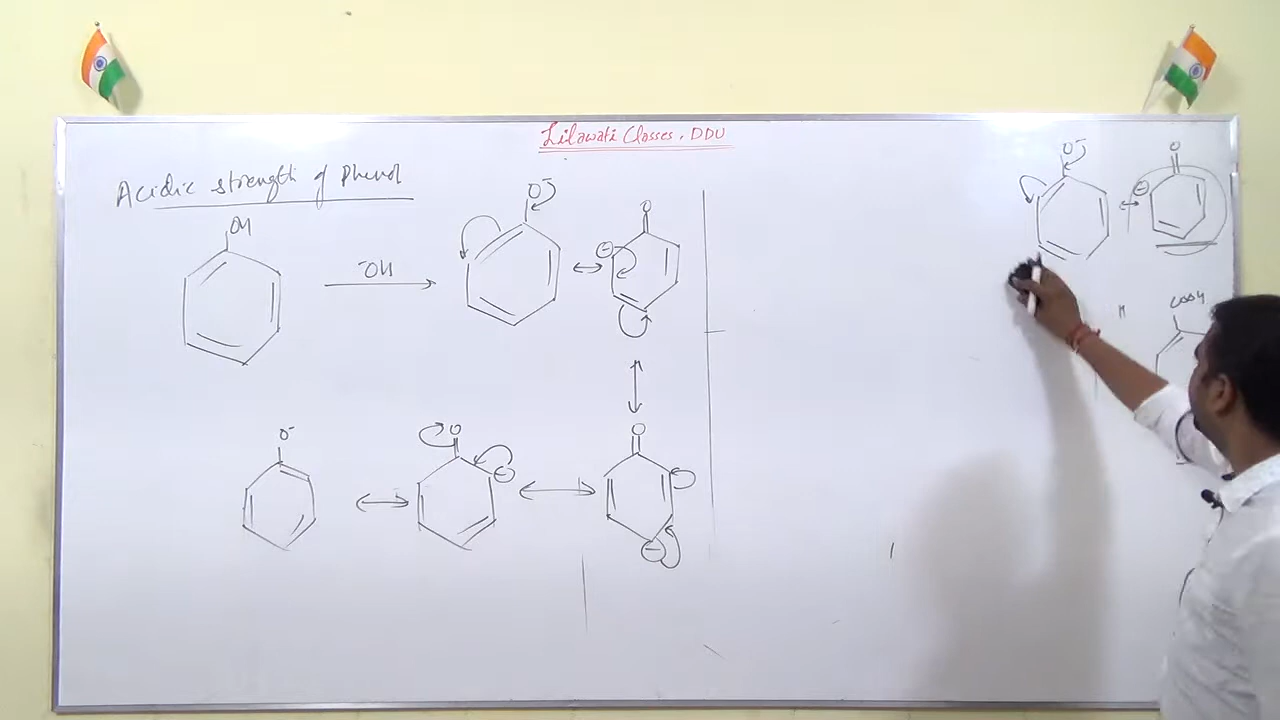 Lilawati Classes, DDU
Acidic strength of Phenol
OH
⁻OH
O⁻
O
⊖
O
⊖
O
⊖
O⁻
O⁻
O
⊖
COOH